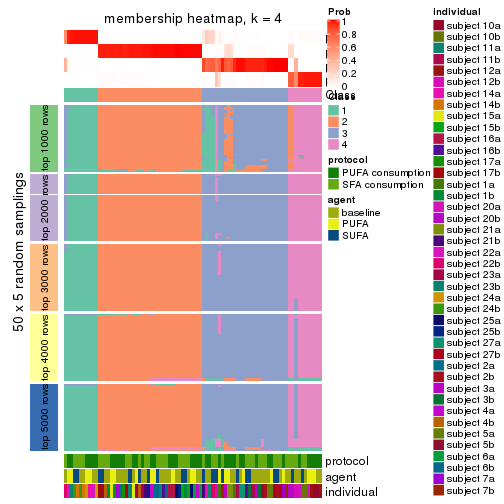 membership heatmap, k = 4
Prob
1
0.8
0.6
0.4
0.2
0
Class
Class
1
2
3
4
protocol
PUFA consumption
SFA consumption
agent
baseline
PUFA
SUFA
50 x 5 random samplings
top 1000 rows
top 2000 rows
top 3000 rows
top 4000 rows
top 5000 rows
protocol
agent
individual
individual
subject 10a
subject 10b
subject 11a
subject 11b
subject 12a
subject 12b
subject 14a
subject 14b
subject 15a
subject 15b
subject 16a
subject 16b
subject 17a
subject 17b
subject 1a
subject 1b
subject 20a
subject 20b
subject 21a
subject 21b
subject 22a
subject 22b
subject 23a
subject 23b
subject 24a
subject 24b
subject 25a
subject 25b
subject 27a
subject 27b
subject 2a
subject 2b
subject 3a
subject 3b
subject 4a
subject 4b
subject 5a
subject 5b
subject 6a
subject 6b
subject 7a
subject 7b